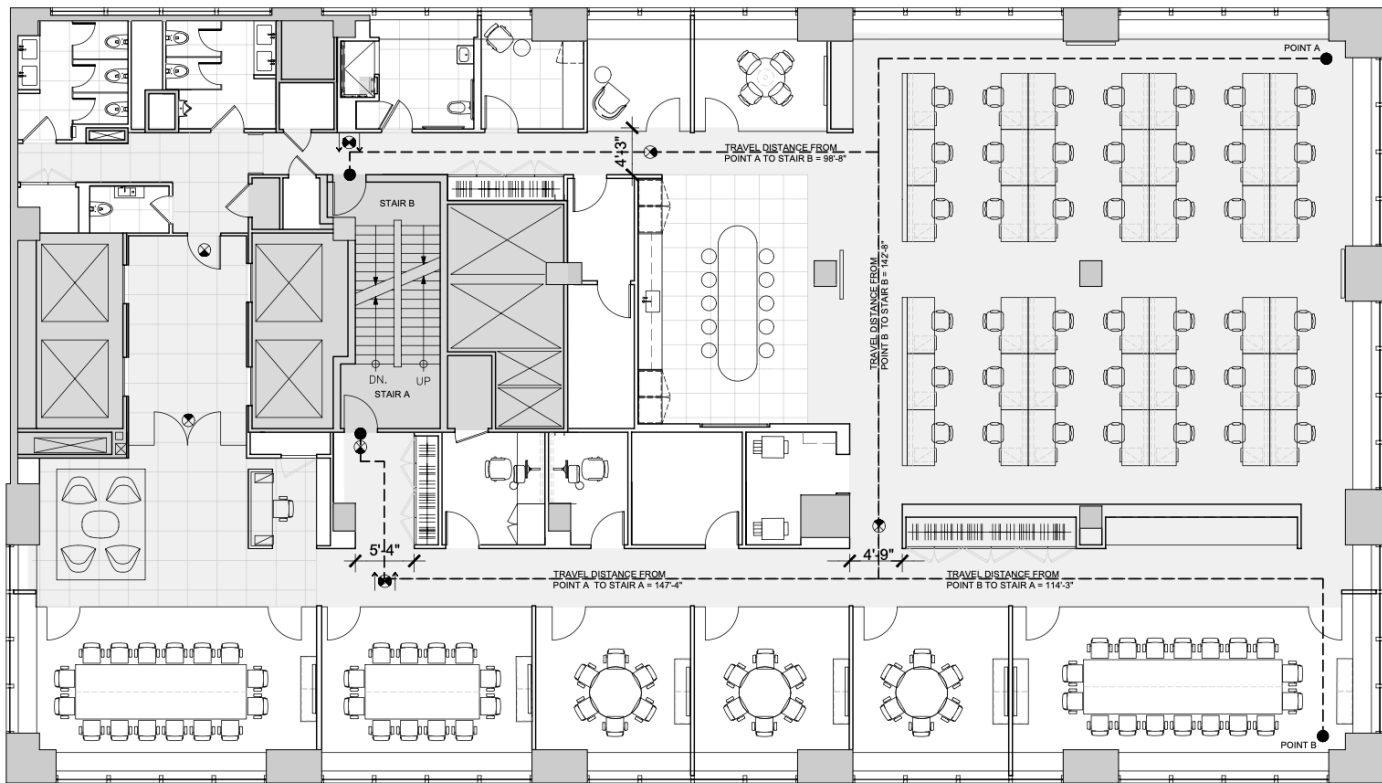 POINT A
4'-3"
TRAVEL DISTANCE FROM
POINT A TO STAIR B = 98'-8"
STAIR B
TRAVEL DISTANCE FROM
POINT B TO STAIR B = 142'-8"
DN.
UP
STAIR A
5'-4"
4'-9"
TRAVEL DISTANCE FROM
POINT A TO STAIR A = 147'-4"
TRAVEL DISTANCE FROM
POINT B TO STAIR A = 114'-3"
POINT B